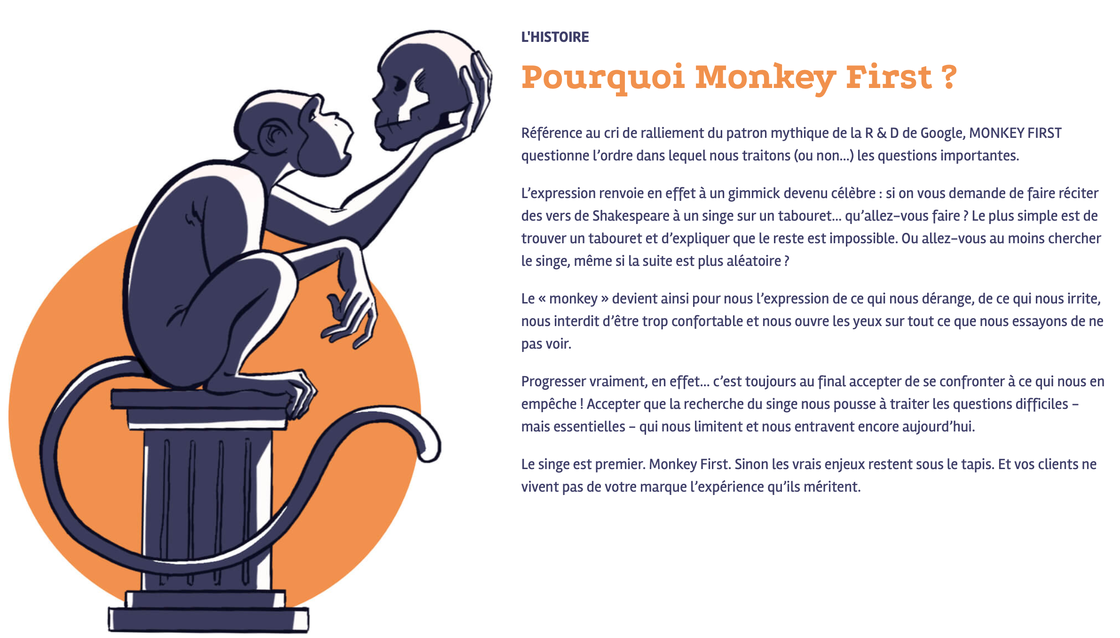 L'HISTOIRE
Pourquoi Monkey First ?
Référence au cri de ralliement du patron mythique de la R & D de Google, MONKEY FIRST
questionne l’ordre dans lequel nous traitons (ou non…) les questions importantes.
L’expression renvoie en effet à un gimmick devenu célèbre : si on vous demande de faire réciter
des vers de Shakespeare à un singe sur un tabouret… qu’allez-vous faire ? Le plus simple est de
trouver un tabouret et d’expliquer que le reste est impossible. Ou allez-vous au moins chercher
le singe, même si la suite est plus aléatoire ?
Le « monkey » devient ainsi pour nous l’expression de ce qui nous dérange, de ce qui nous irrite,
nous interdit d’être trop confortable et nous ouvre les yeux sur tout ce que nous essayons de ne
pas voir.
Progresser vraiment, en effet… c’est toujours au final accepter de se confronter à ce qui nous en
empêche ! Accepter que la recherche du singe nous pousse à traiter les questions difficiles –
mais essentielles – qui nous limitent et nous entravent encore aujourd’hui.
Le singe est premier. Monkey First. Sinon les vrais enjeux restent sous le tapis. Et vos clients ne
vivent pas de votre marque l’expérience qu’ils méritent.